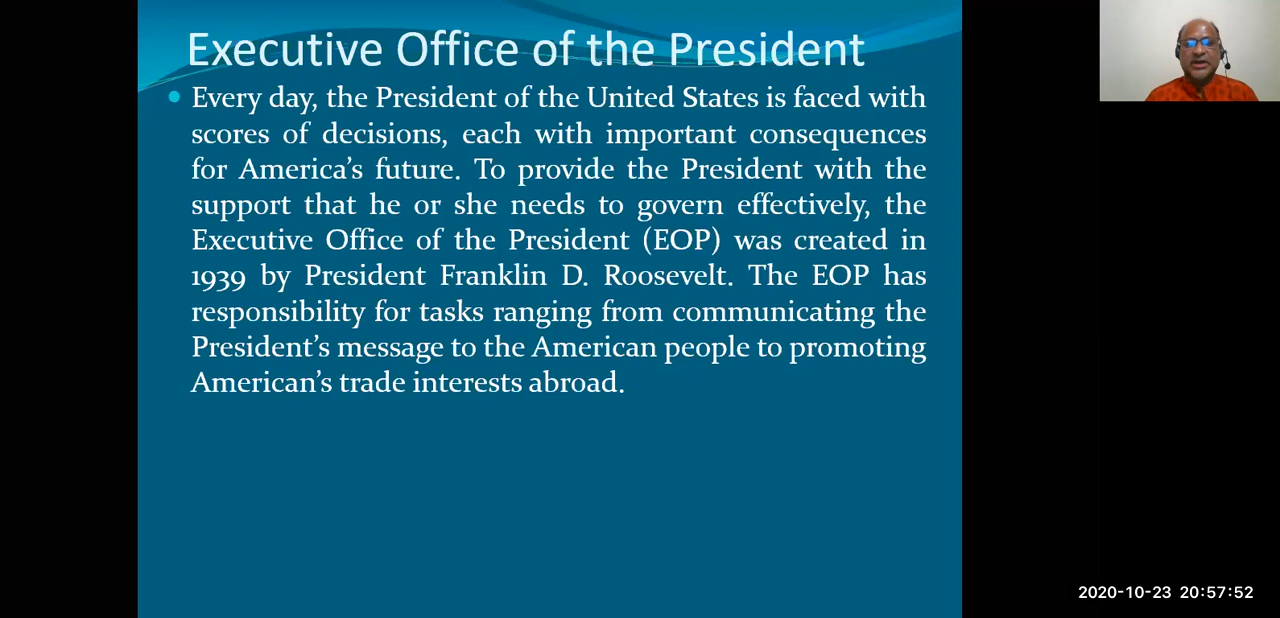 Executive Office of the President
Every day, the President of the United States is faced with
scores of decisions, each with important consequences
for America’s future. To provide the President with the
support that he or she needs to govern effectively, the
Executive Office of the President (EOP) was created in
1939 by President Franklin D. Roosevelt. The EOP has
responsibility for tasks ranging from communicating the
President’s message to the American people to promoting
American’s trade interests abroad.
2020-10-23 20:57:52